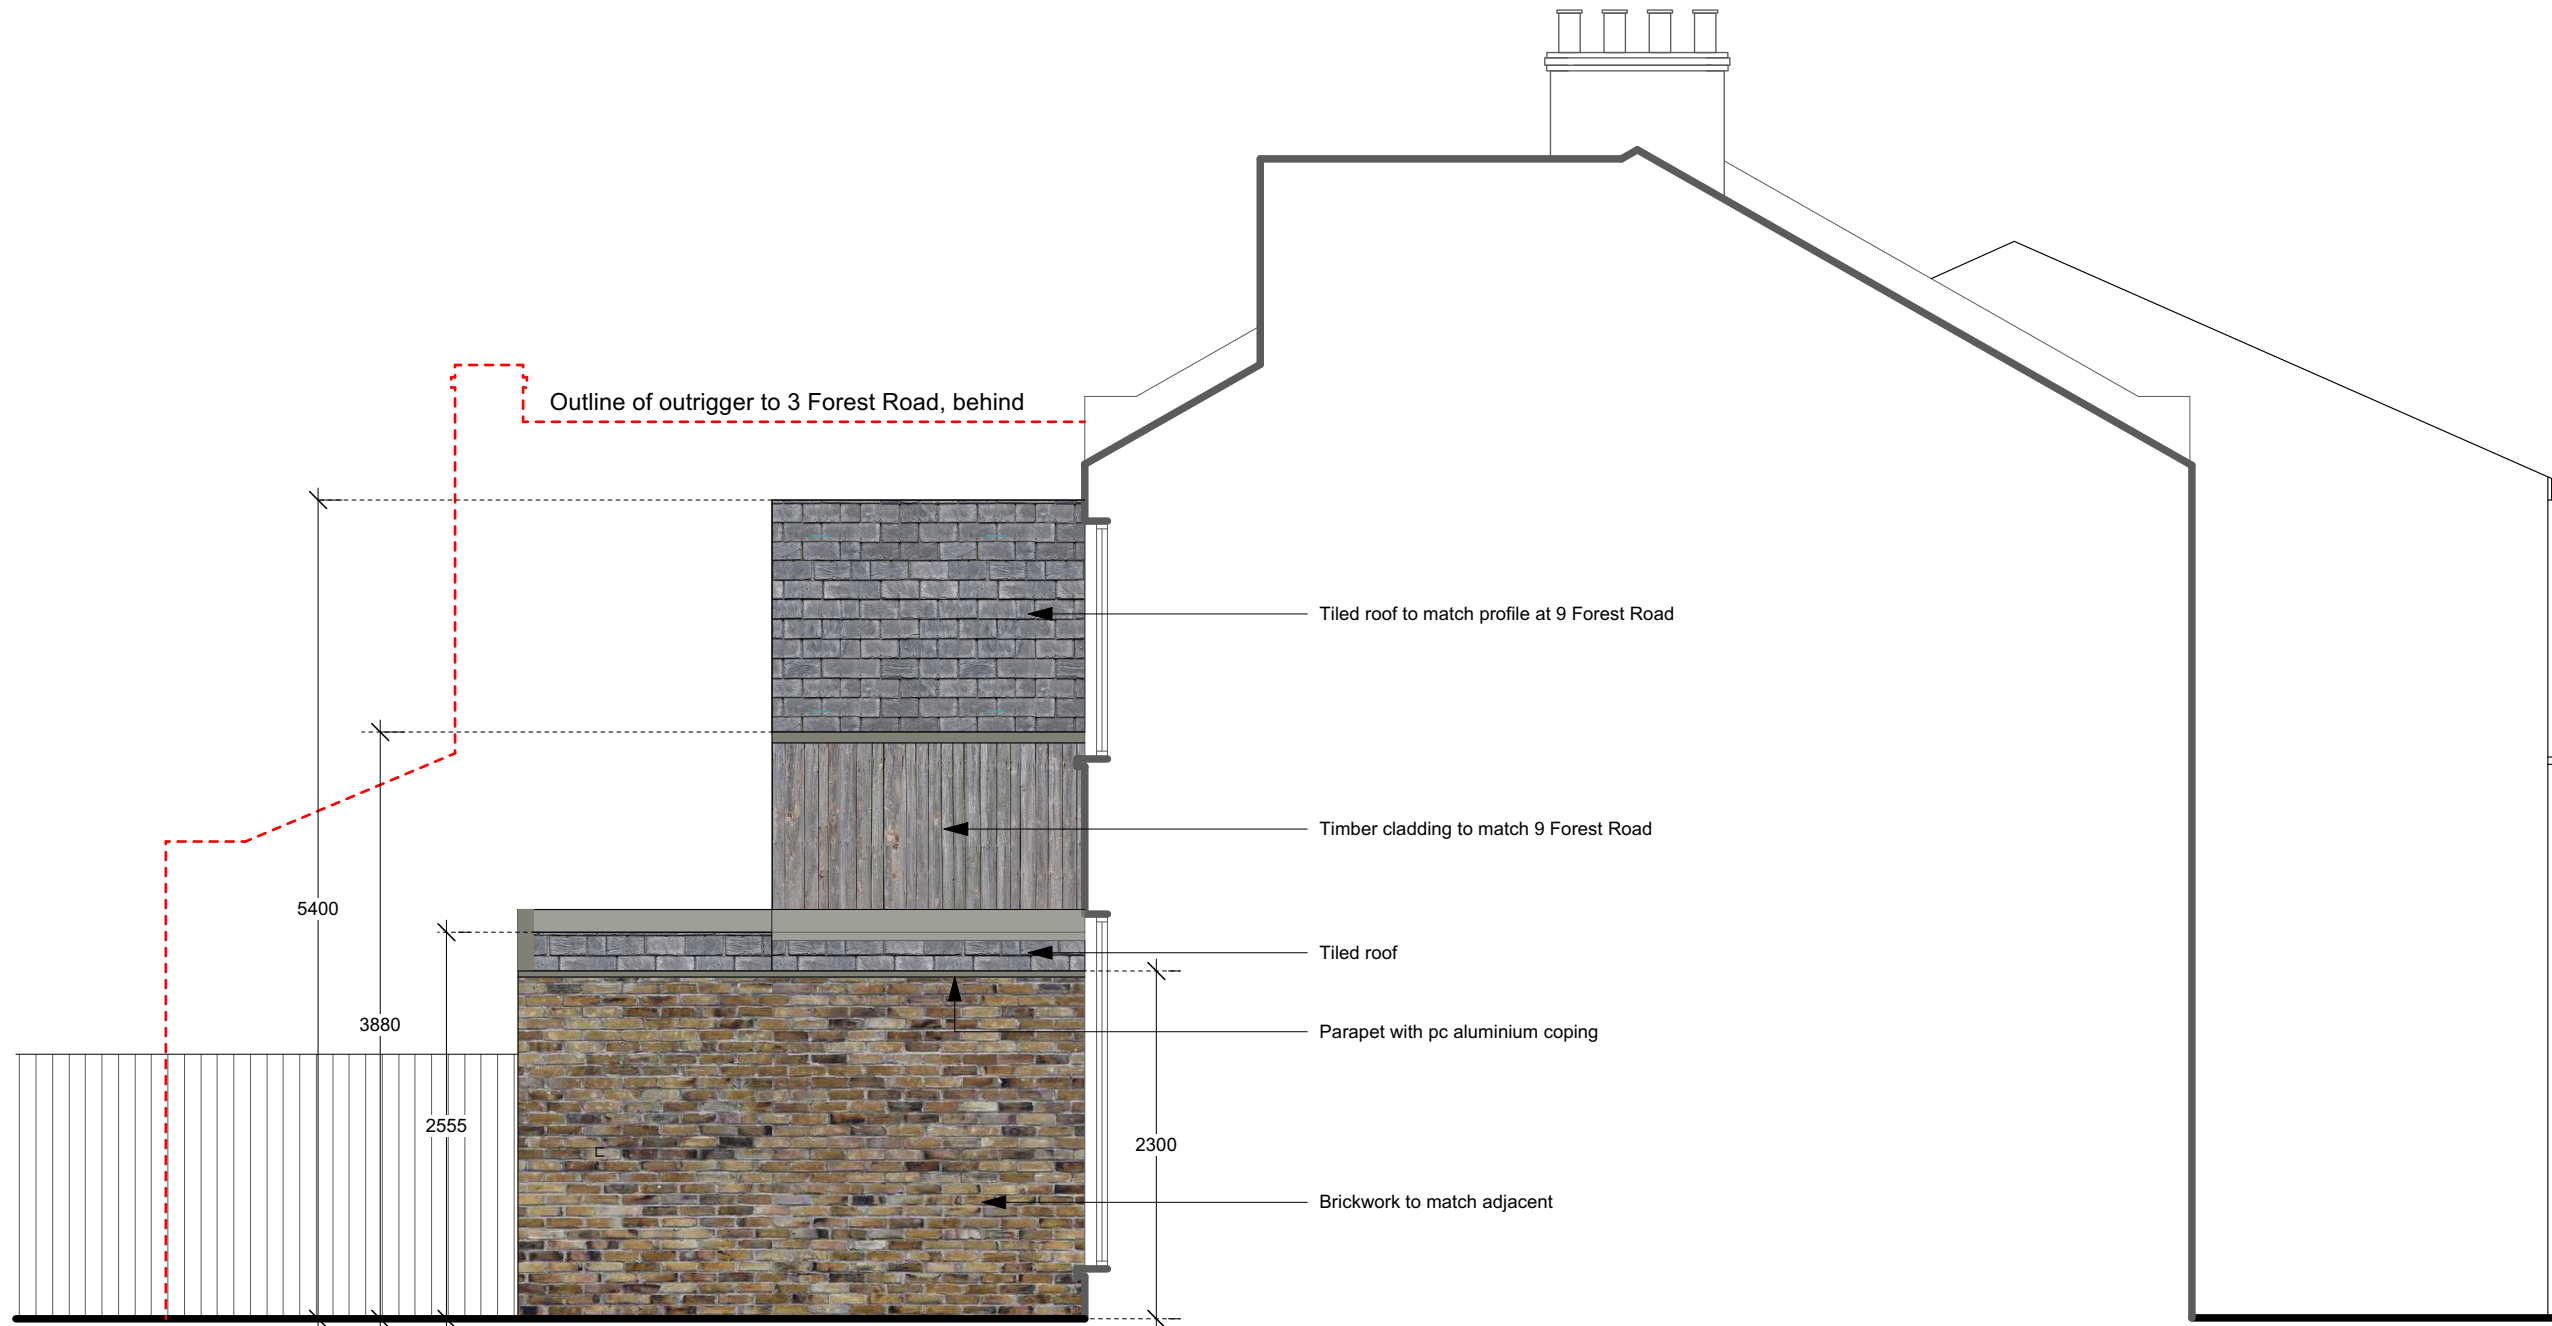 Outline of outrigger to 3 Forest Road, behind
Tiled roof to match profile at 9 Forest Road
Timber cladding to match 9 Forest Road
5400
Tiled roof
3880
Parapet with pc aluminium coping
2555
2300
Brickwork to match adjacent